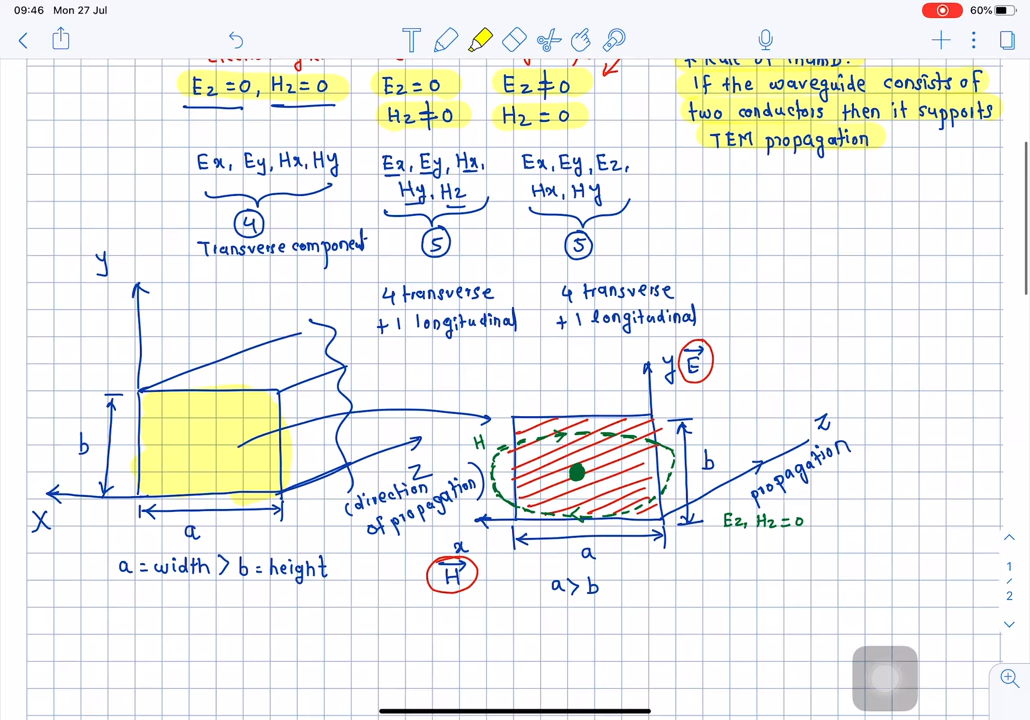 09:46 Mon 27 Jul
60%
Rule of thumb:
Ez = 0, Hz = 0
Ez = 0
Hz ≠ 0
Ez ≠ 0
Hz = 0
If the waveguide consists of
two conductors then it supports
TEM propagation
Ex, Ey, Hx, Hy
4
Transverse component
Ex, Ey, Hx,
Hy, Hz
5
4 transverse
+ 1 longitudinal
Ex, Ey, Ez,
Hx, Hy
5
4 transverse
+ 1 longitudinal
y
b
X
a
Z
(direction
of propagation)
a = width > b = height
y E
H
b
Z
propagation
Ez, Hz = 0
x
H
a
a > b
1
/
2